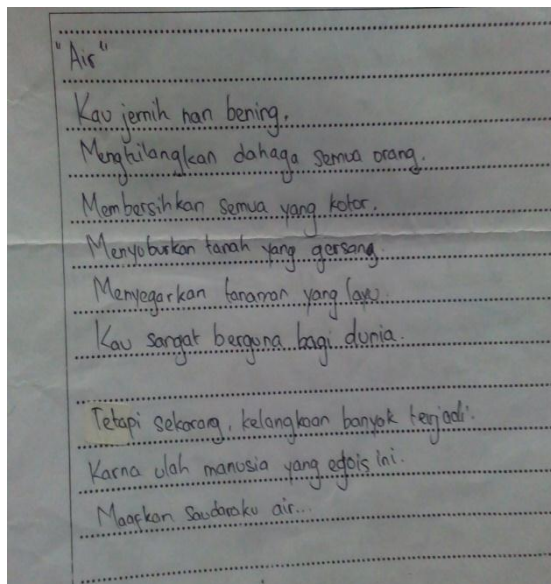 "Air"
Kau jernih nan bening.
Menghilangkan dahaga semua orang.
Membersihkan semua yang kotor.
Menyuburkan tanah yang gersang.
Menyegarkan tanaman yang layu.
Kau sangat berguna bagi dunia.
Tetapi sekarang, kelangkaan banyak terjadi.
Karna ulah manusia yang egois ini.
Maafkan saudaraku air...